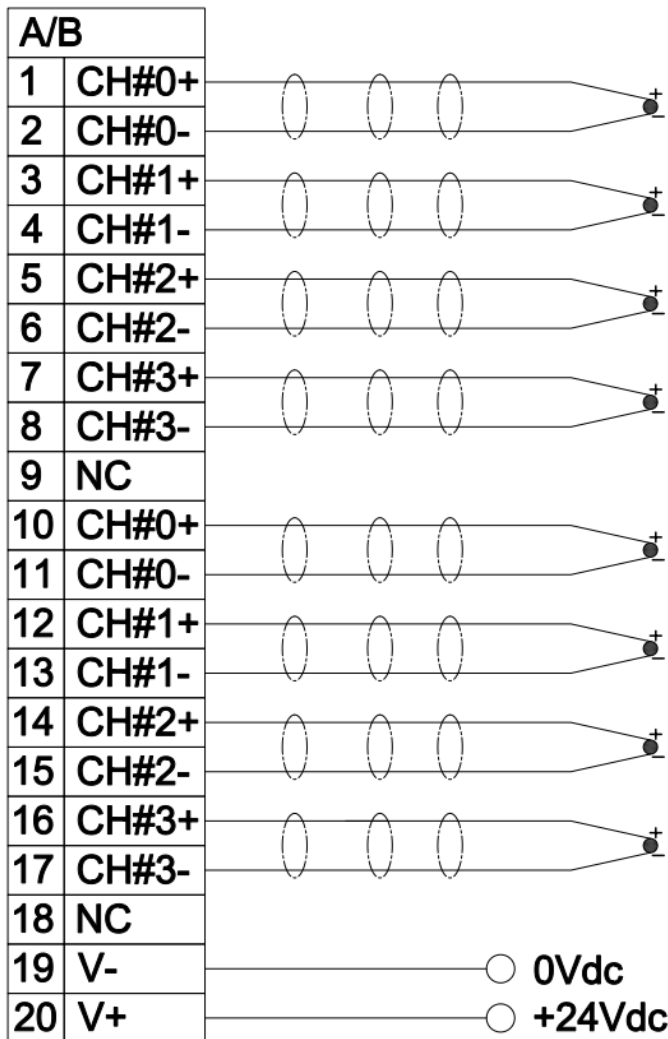 A/B
1 CH#0+
+
2 CH#0-
−
3 CH#1+
+
4 CH#1-
−
5 CH#2+
+
6 CH#2-
−
7 CH#3+
+
8 CH#3-
−
9 NC
10 CH#0+
+
11 CH#0-
−
12 CH#1+
+
13 CH#1-
−
14 CH#2+
+
15 CH#2-
−
16 CH#3+
+
17 CH#3-
−
18 NC
19 V- 0Vdc
20 V+ +24Vdc